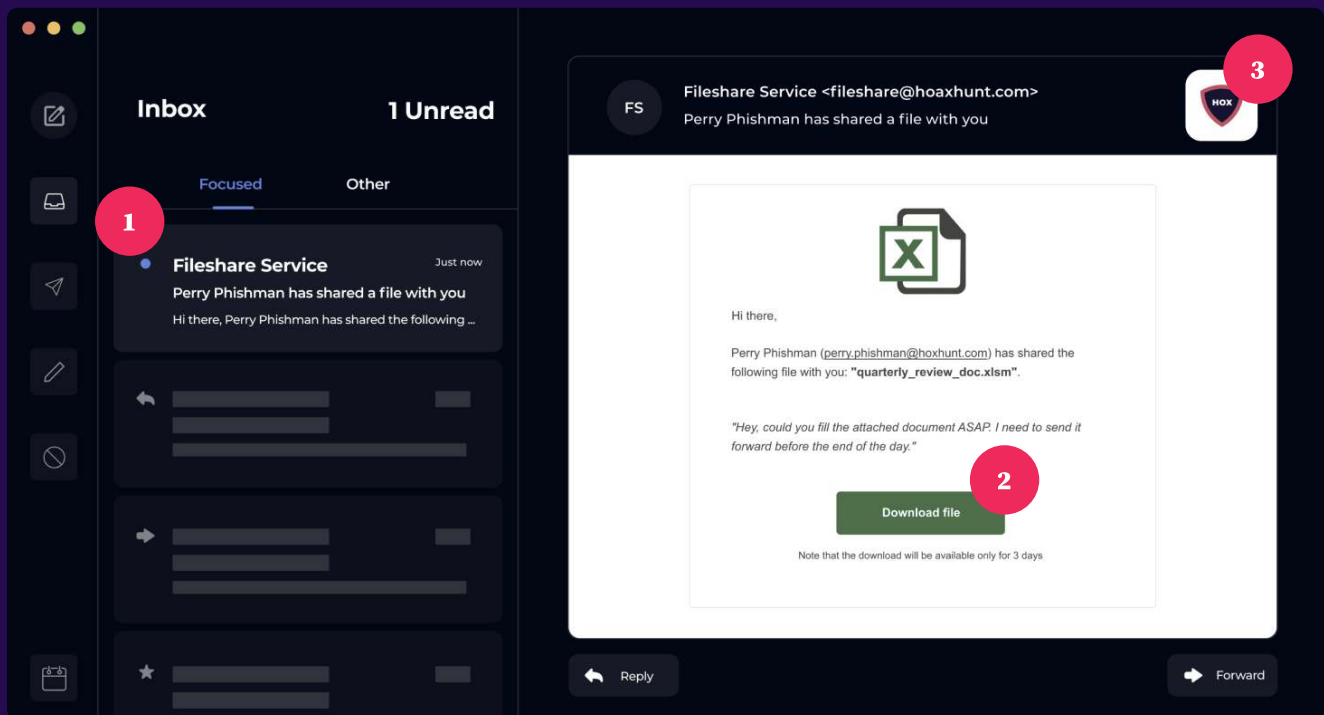 Inbox
1 Unread
Focused
Other
1
Fileshare Service
Just now
Perry Phishman has shared a file with you
Hi there, Perry Phishman has shared the following ...
FS
Fileshare Service <fileshare@hoaxhunt.com>
Perry Phishman has shared a file with you
HOX
3
X
Hi there,
Perry Phishman (perry.phishman@hoxhunt.com) has shared the
following file with you: "quarterly_review_doc.xlsm".
"Hey, could you fill the attached document ASAP. I need to send it
forward before the end of the day."
2
Download file
Note that the download will be available only for 3 days
Reply
Forward